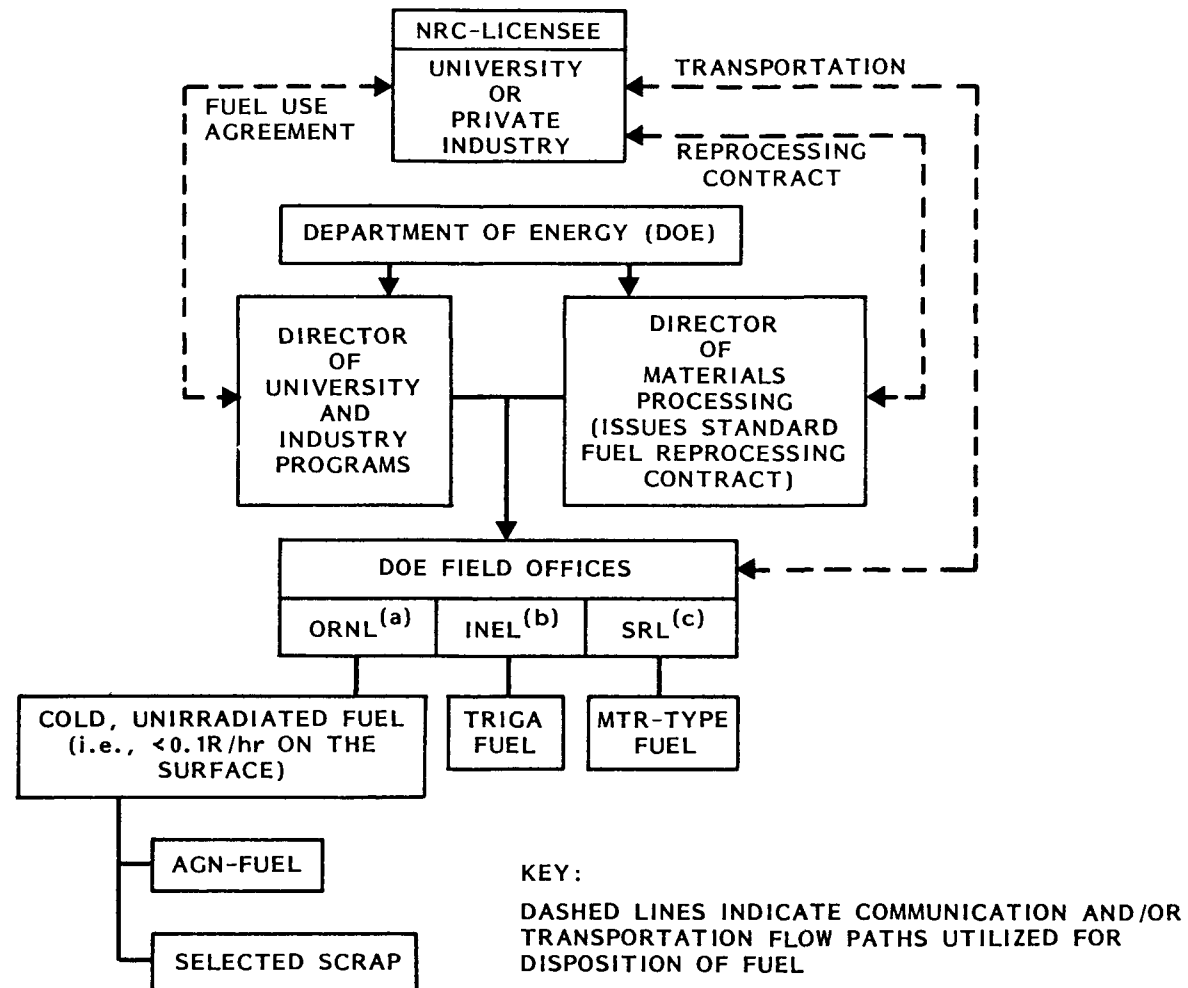 NRC-LICENSEE
UNIVERSITY
OR
PRIVATE
INDUSTRY
FUEL USE
AGREEMENT
TRANSPORTATION
REPROCESSING
CONTRACT
DEPARTMENT OF ENERGY (DOE)
DIRECTOR
OF
UNIVERSITY
AND
INDUSTRY
PROGRAMS
DIRECTOR
OF
MATERIALS
PROCESSING
(ISSUES STANDARD
FUEL REPROCESSING
CONTRACT)
DOE FIELD OFFICES
ORNL(a)
INEL(b)
SRL(c)
COLD, UNIRRADIATED FUEL
(i.e., <0.1R/hr ON THE
SURFACE)
TRIGA
FUEL
MTR-TYPE
FUEL
AGN-FUEL
SELECTED SCRAP
KEY:
DASHED LINES INDICATE COMMUNICATION AND/OR
TRANSPORTATION FLOW PATHS UTILIZED FOR
DISPOSITION OF FUEL